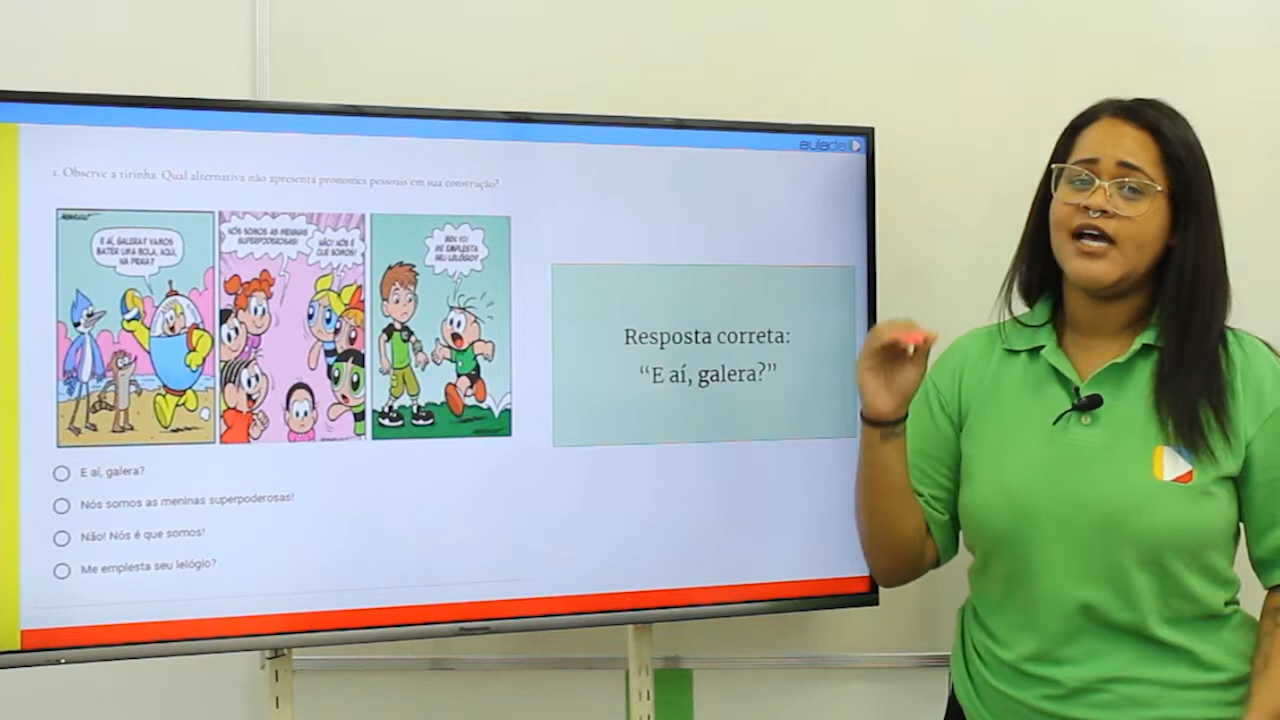 auladeI
1. Observe a tirinha. Qual alternativa não apresenta pronomes pessoais em sua construção?
E AÍ, GALERA? VAMOS
BATER UMA BOLA, AQUI,
NA PRAIA?
NÓS SOMOS AS MENINAS
SUPERPODEROSAS!
NÃO! NÓS É
QUE SOMOS!
BEN 10!
ME EMPLESTA
SEU LELÓGIO?
Resposta correta:
“E aí, galera?”
E aí, galera?
Nós somos as meninas superpoderosas!
Não! Nós é que somos!
Me emplesta seu lelógio?